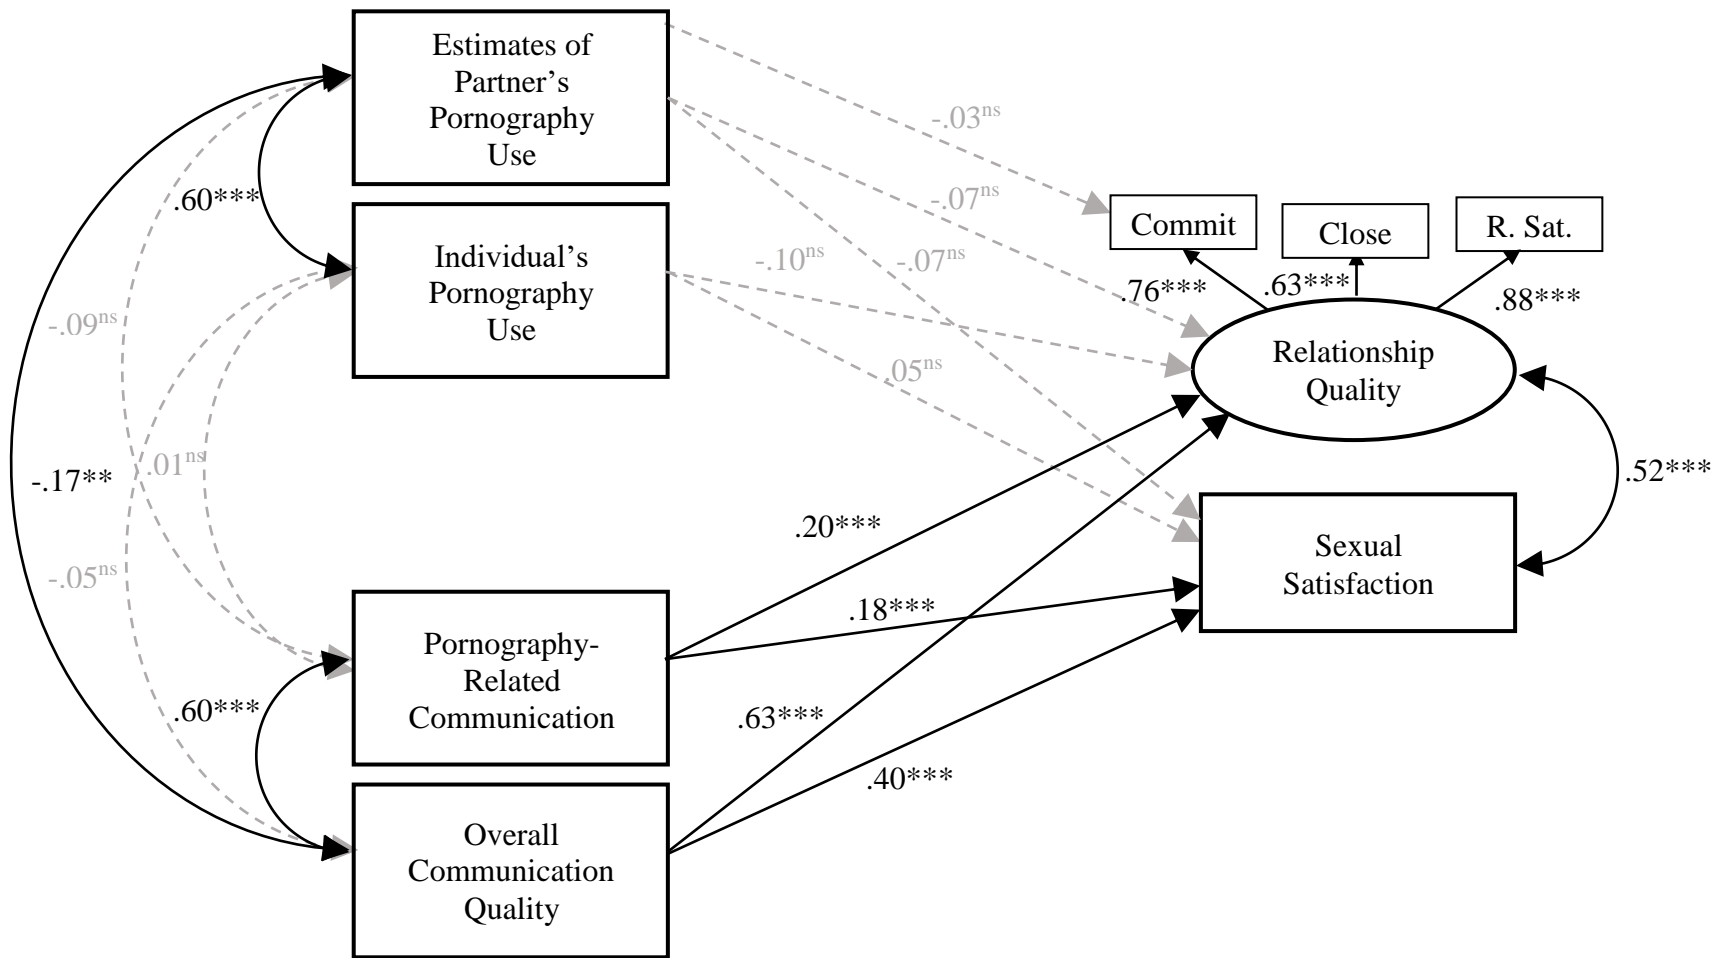 Estimates of
Partner’s
Pornography
Use
-.03ⁿˢ
-.07ⁿˢ
.60***
Commit
Close
R. Sat.
Individual’s
Pornography
Use
-.10ⁿˢ
-.07ⁿˢ
.76***
.63***
.88***
-.09ⁿˢ
.05ⁿˢ
Relationship
Quality
-.17**
.01ⁿˢ
.52***
.20***
Sexual
Satisfaction
-.05ⁿˢ
.18***
Pornography-
Related
Communication
.60***
.63***
.40***
Overall
Communication
Quality